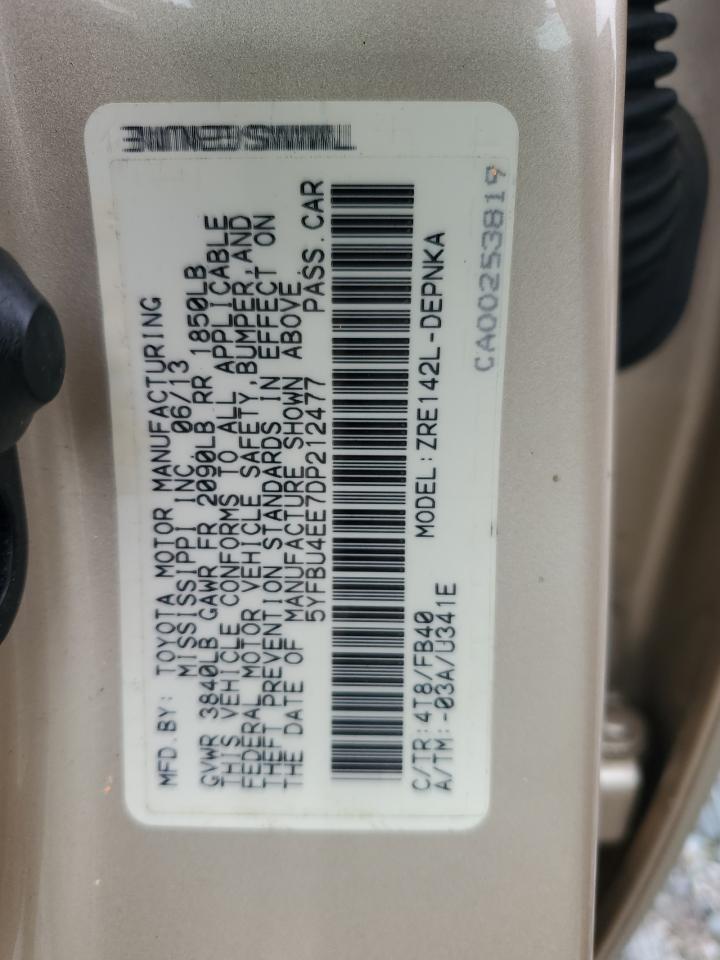 MFD.BY: TOYOTA MOTOR MANUFACTURING
MISSISSIPPI INC. 06/13
GVWR 3840LB GAWR FR 2090LB RR 1850LB
THIS VEHICLE CONFORMS TO ALL APPLICABLE
FEDERAL MOTOR VEHICLE SAFETY,BUMPER,AND
THEFT PREVENTION STANDARDS IN EFFECT ON
THE DATE OF MANUFACTURE SHOWN ABOVE.
5YFBU4EE7DP212477 PASS.CAR
MODEL:ZRE142L-DEPNKA
C/TR:4T8/FB40
A/TM:-03A/U341E
CA00253819